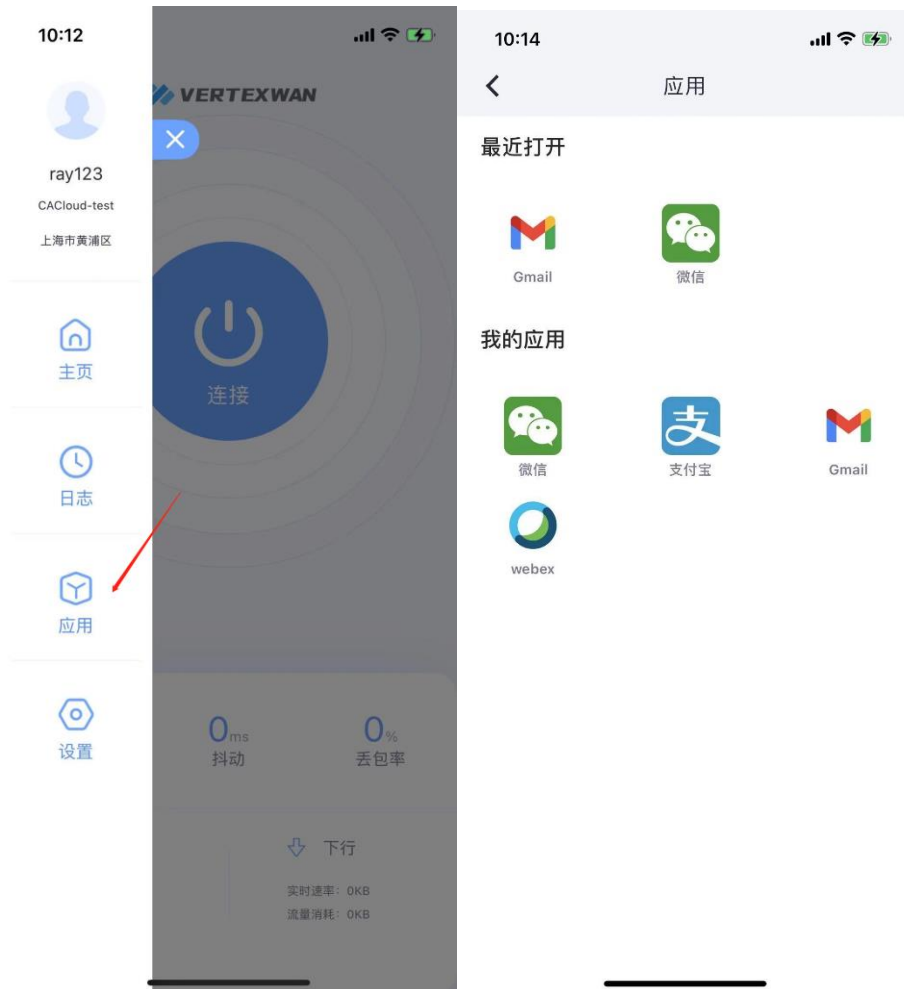 10:12
VERTEXWAN
ray123
CACloud-test
上海市黄浦区
主页
连接
日志
应用
设置
0ms
抖动
0%
丢包率
下行
实时速率：0KB
流量消耗：0KB
10:14
应用
最近打开
Gmail
微信
我的应用
微信
支付宝
Gmail
webex